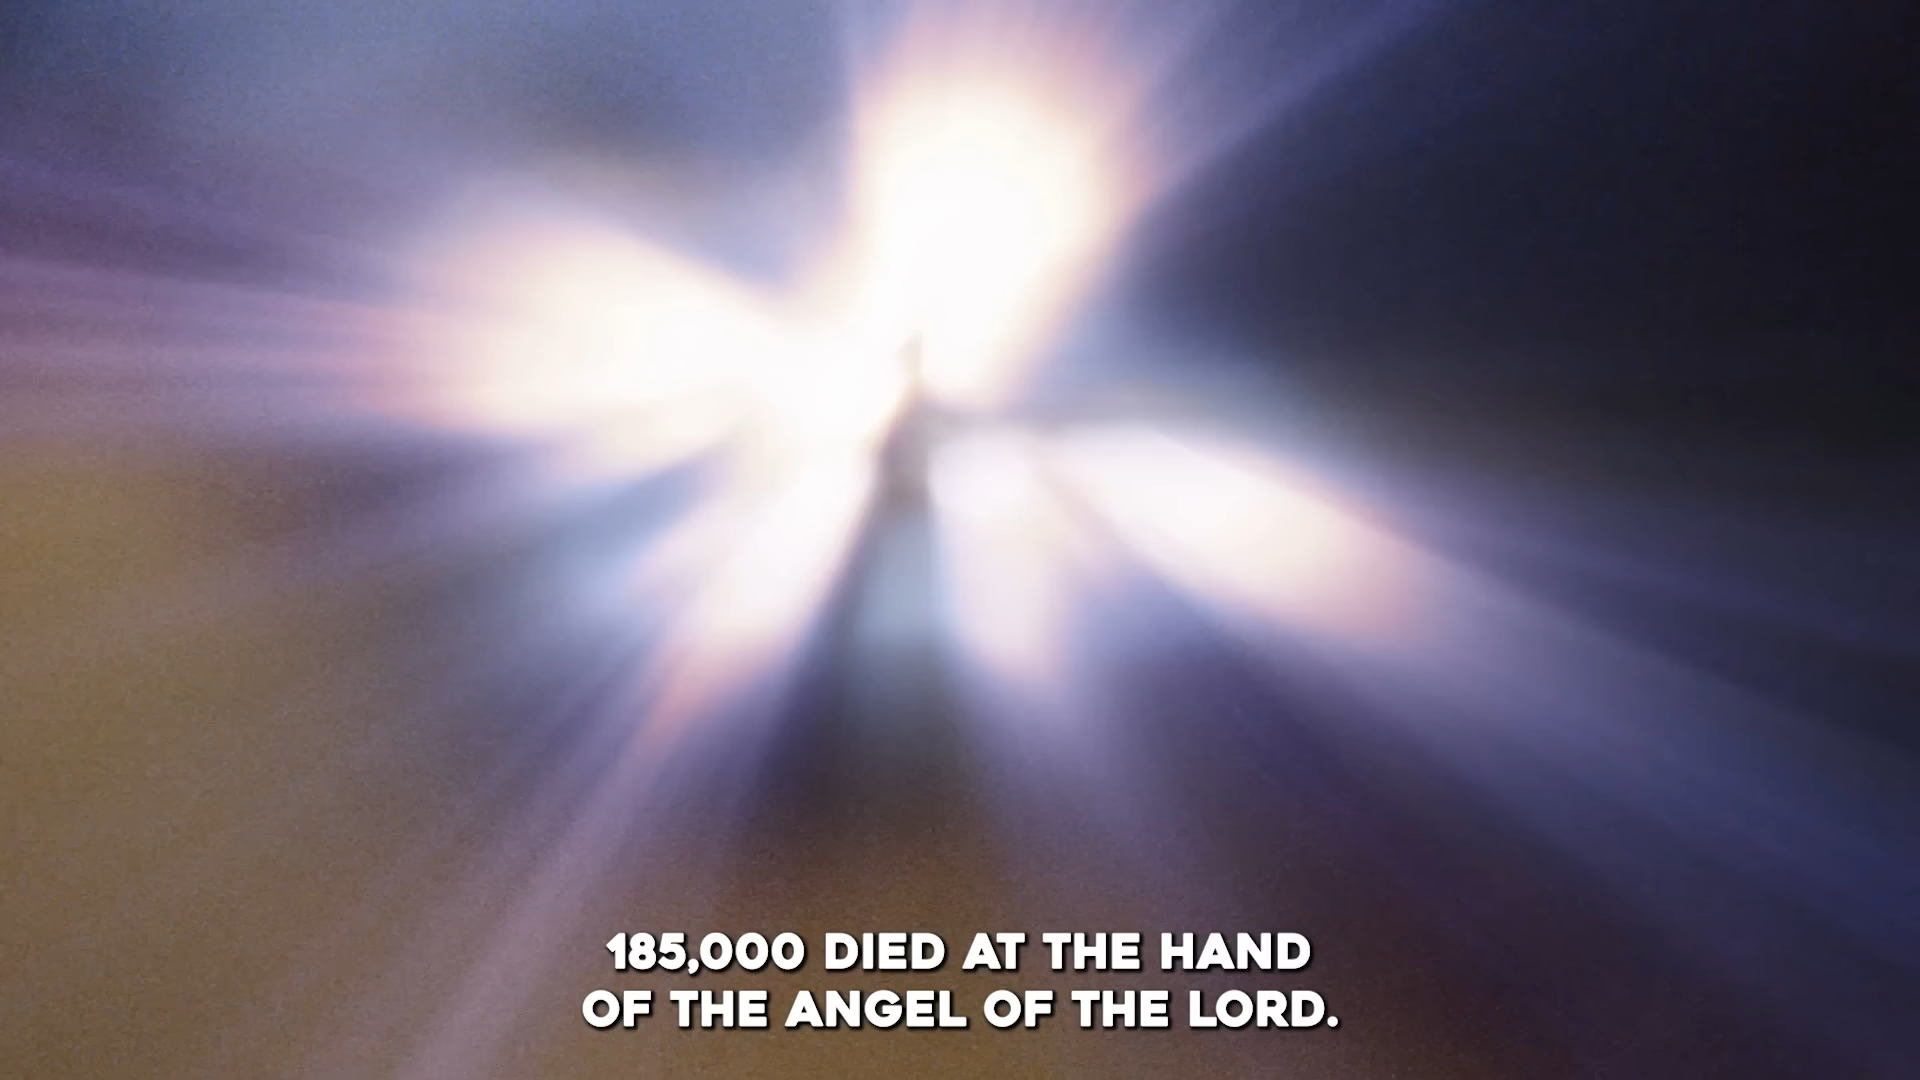 185,000 DIED AT THE HAND
OF THE ANGEL OF THE LORD.